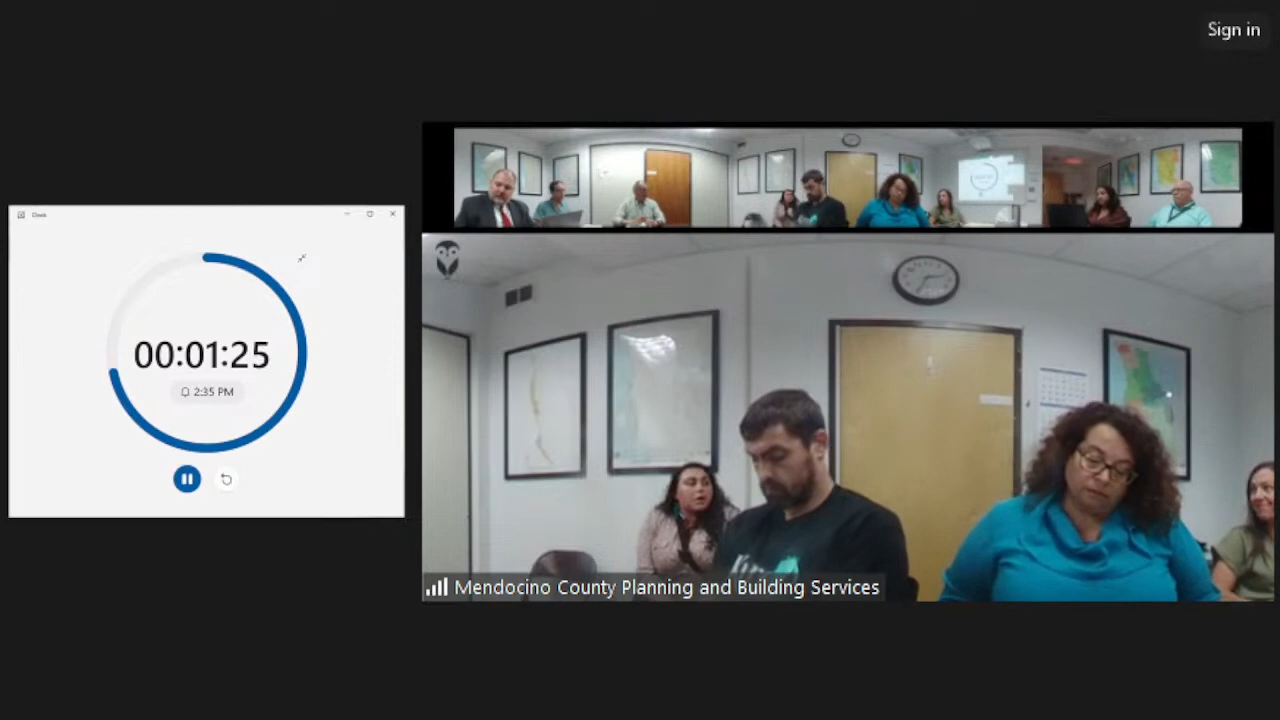 Sign in
Clock
00:01:25
2:35 PM
Mendocino County Planning and Building Services